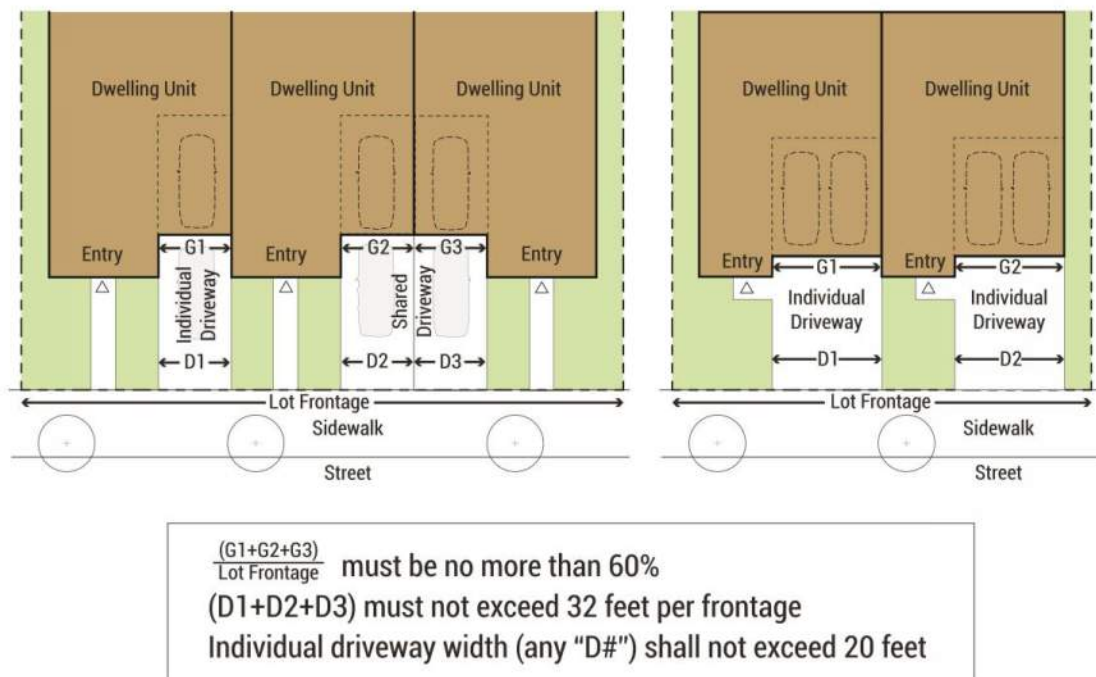 Dwelling Unit
Dwelling Unit
Dwelling Unit
Entry
G1
Entry
G2
G3
Entry
Individual
Driveway
Shared
Driveway
D1
D2
D3
Lot Frontage
Sidewalk
Street
Dwelling Unit
Dwelling Unit
Entry
G1
Entry
G2
Individual
Driveway
Individual
Driveway
D1
D2
Lot Frontage
Sidewalk
Street
(G1+G2+G3)
Lot Frontage must be no more than 60%
(D1+D2+D3) must not exceed 32 feet per frontage
Individual driveway width (any “D#”) shall not exceed 20 feet